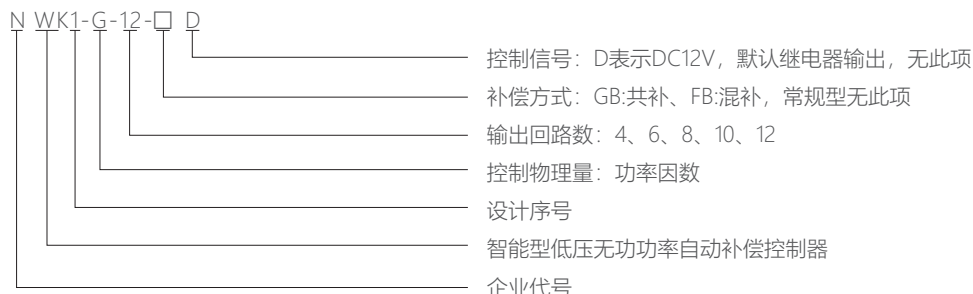 N WK1-G-12-□ D
控制信号：D表示DC12V，默认继电器输出，无此项
补偿方式：GB:共补、FB:混补，常规型无此项
输出回路数：4、6、8、10、12
控制物理量：功率因数
设计序号
智能型低压无功功率自动补偿控制器
企业代号